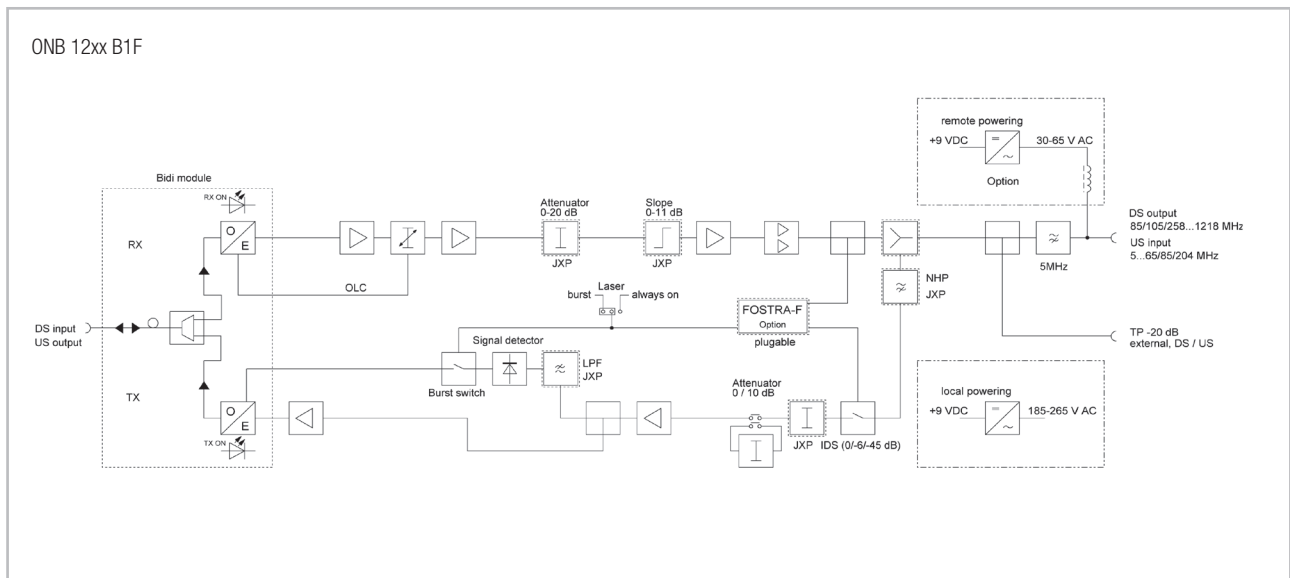 ONB 12xx B1F
remote powering
+9 VDC
30-65 V AC
Option
Bidi module
RX ON
RX
O
E
OLC
Attenuator
0-20 dB
JXP
Slope
0-11 dB
JXP
DS output
85/105/258...1218 MHz
US input
5...65/85/204 MHz
5MHz
NHP
JXP
Laser
burst
always on
FOSTRA-F
Option
plugable
DS input
US output
Signal detector
LPF
JXP
Burst switch
TP -20 dB
external, DS / US
TX
O
E
TX ON
Attenuator
0 / 10 dB
JXP
IDS (0/-6/-45 dB)
local powering
+9 VDC
185-265 V AC